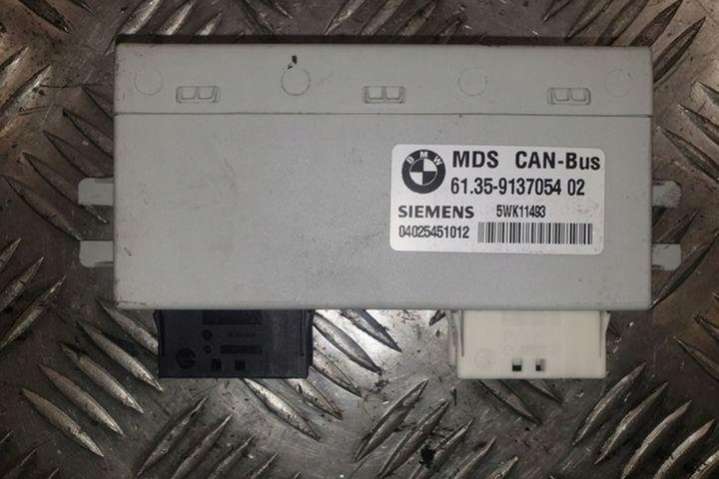 BMW
MDS CAN-Bus
61.35-9137054 02
SIEMENS 5WK11493
04025451012